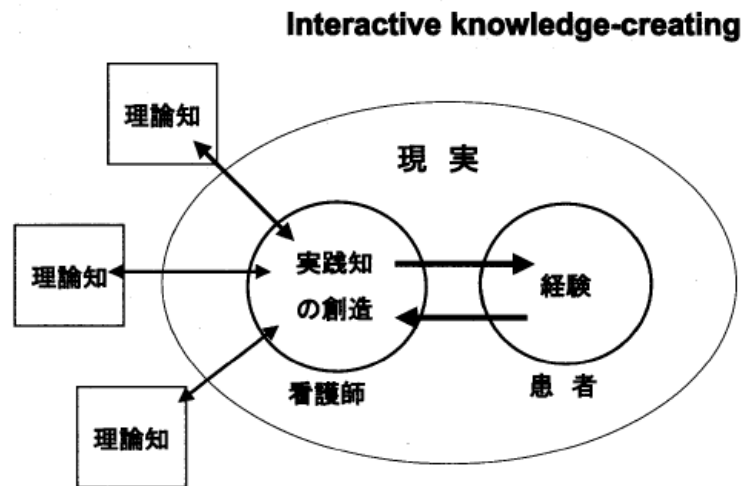 Interactive knowledge-creating
理論知
現 実
理論知
実践知
の創造
経験
看護師
患 者
理論知